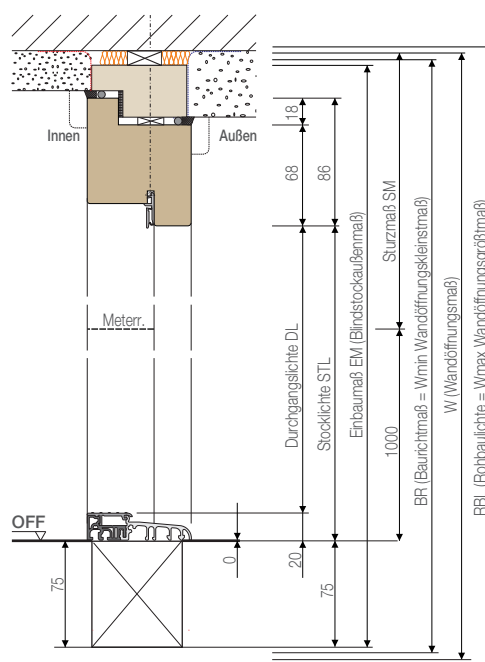 Innen
Außen
18
68
86
Sturzmaß SM
Meterr.
Durchgangslichte DL
Stocklichte STL
Einbaumaß EM (Blindstockaußenmaß)
1000
BR (Baurichtmaß = Wmin Wandöffnungskleinstmaß)
W (Wandöffnungsmaß)
RBL (Rohbaulichte = Wmax Wandöffnungsgrößtmaß)
OFF
75
0
20
75